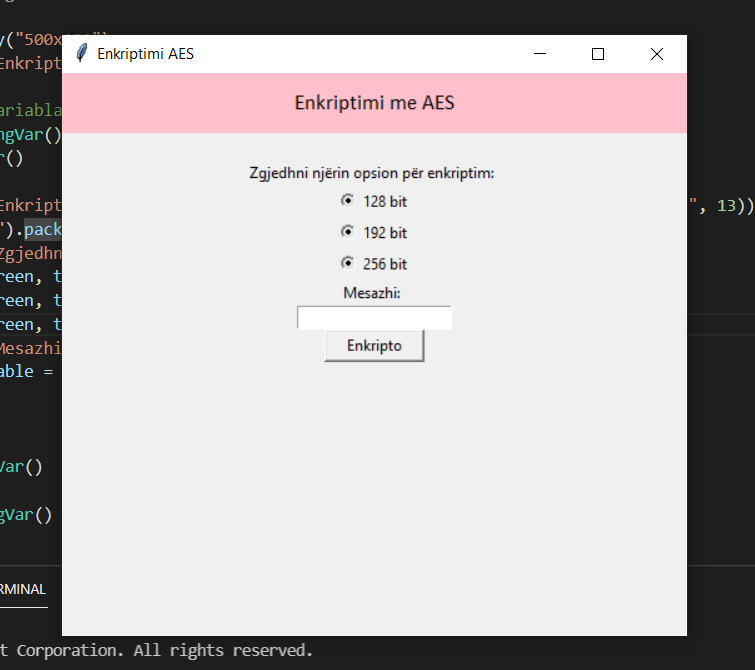 y("500x
Enkriptimi AES
Enkript
Enkriptimi me AES
ariabla
ngVar()
r()
Zgjedhni njërin opsion për enkriptim:
Enkript
128 bit
", 13))
").pack
192 bit
Zgjedhn
reen, t
256 bit
reen, t
Mesazhi:
reen, t
Mesazhi
Enkripto
able =
Var()
gVar()
RMINAL
t Corporation. All rights reserved.